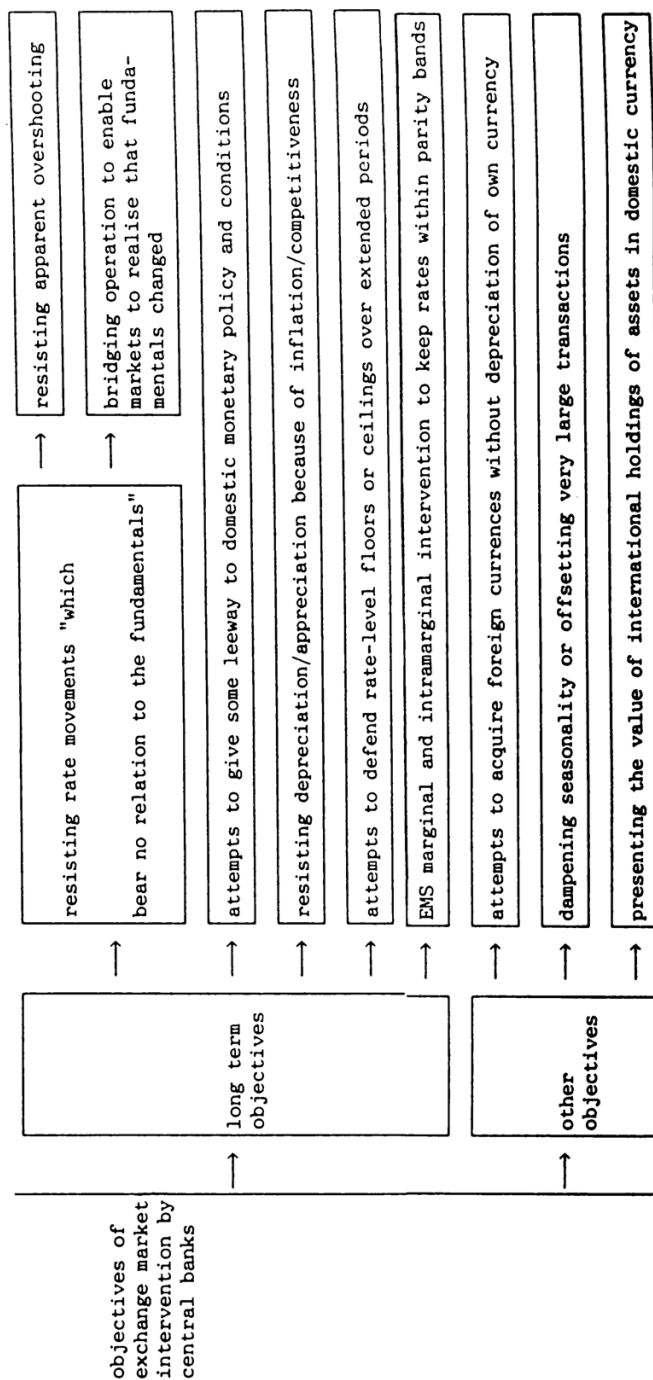 objectives of
exchange market
intervention by
central banks
long term
objectives
resisting rate movements "which
bear no relation to the fundamentals"
resisting apparent overshooting
bridging operation to enable
markets to realise that funda-
mentals changed
attempts to give some leeway to domestic monetary policy and conditions
resisting depreciation/appreciation because of inflation/competitiveness
attempts to defend rate-level floors or ceilings over extended periods
EMS marginal and intramarginal intervention to keep rates within parity bands
other
objectives
attempts to acquire foreign currences without depreciation of own currency
dampening seasonality or offsetting very large transactions
presenting the value of international holdings of assets in domestic currency